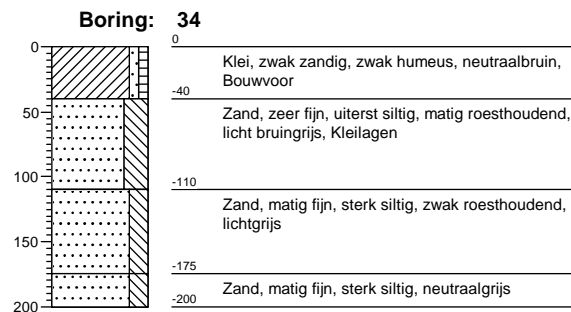 Boring: 34
0
0
Klei, zwak zandig, zwak humeus, neutraalbruin,
Bouwvoor
-40
50
Zand, zeer fijn, uiterst siltig, matig roesthoudend,
licht bruingrijs, Kleilagen
100
-110
Zand, matig fijn, sterk siltig, zwak roesthoudend,
lichtgrijs
150
-175
Zand, matig fijn, sterk siltig, neutraalgrijs
200
-200